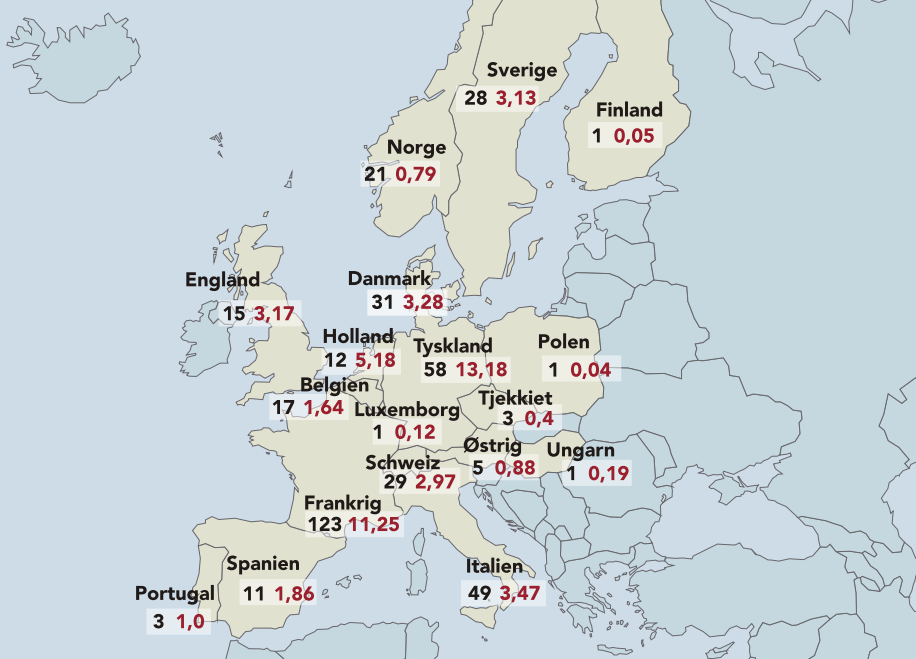 Sverige
28 3,13
Finland
1 0,05
Norge
21 0,79
England
15 3,17
Danmark
31 3,28
Holland
12 5,18
Tyskland
58 13,18
Polen
1 0,04
Belgien
17 1,64
Luxemborg
1 0,12
Tjekkiet
3 0,4
Østrig
5 0,88
Ungarn
1 0,19
Schweiz
29 2,97
Frankrig
123 11,25
Spanien
11 1,86
Portugal
3 1,0
Italien
49 3,47